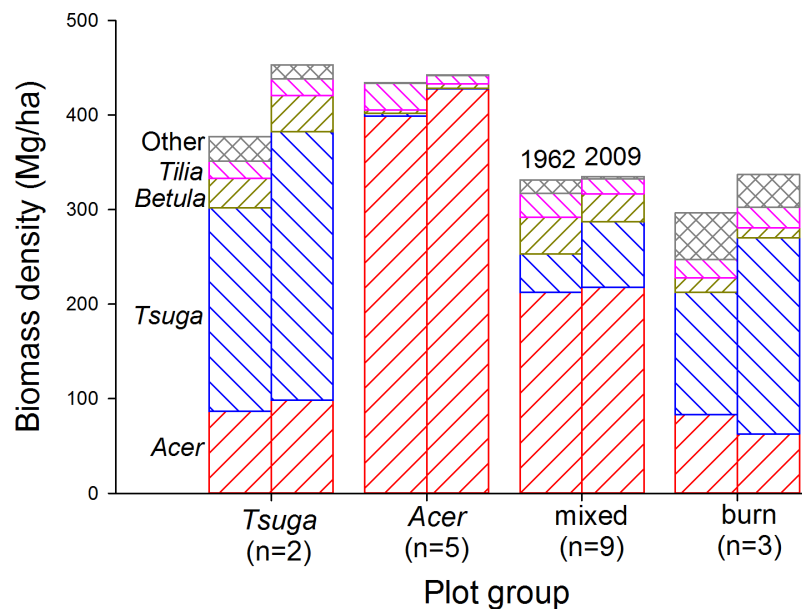 Biomass density (Mg/ha)
500
400
300
200
100
0
Other
Tilia
Betula
Tsuga
Acer
1962 2009
Tsuga
(n=2)
Acer
(n=5)
mixed
(n=9)
burn
(n=3)
Plot group